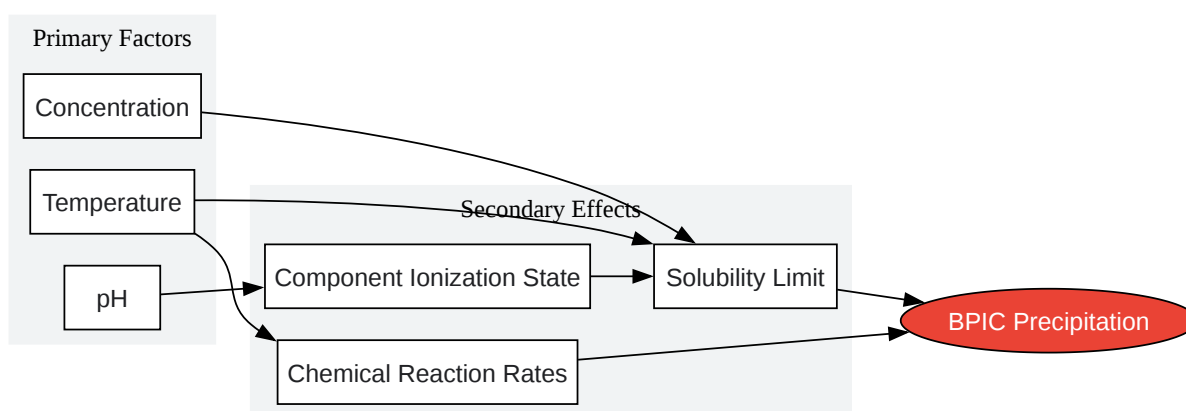 Primary Factors
Concentration
Temperature
pH
Secondary Effects
Component Ionization State
Solubility Limit
Chemical Reaction Rates
BPIC Precipitation